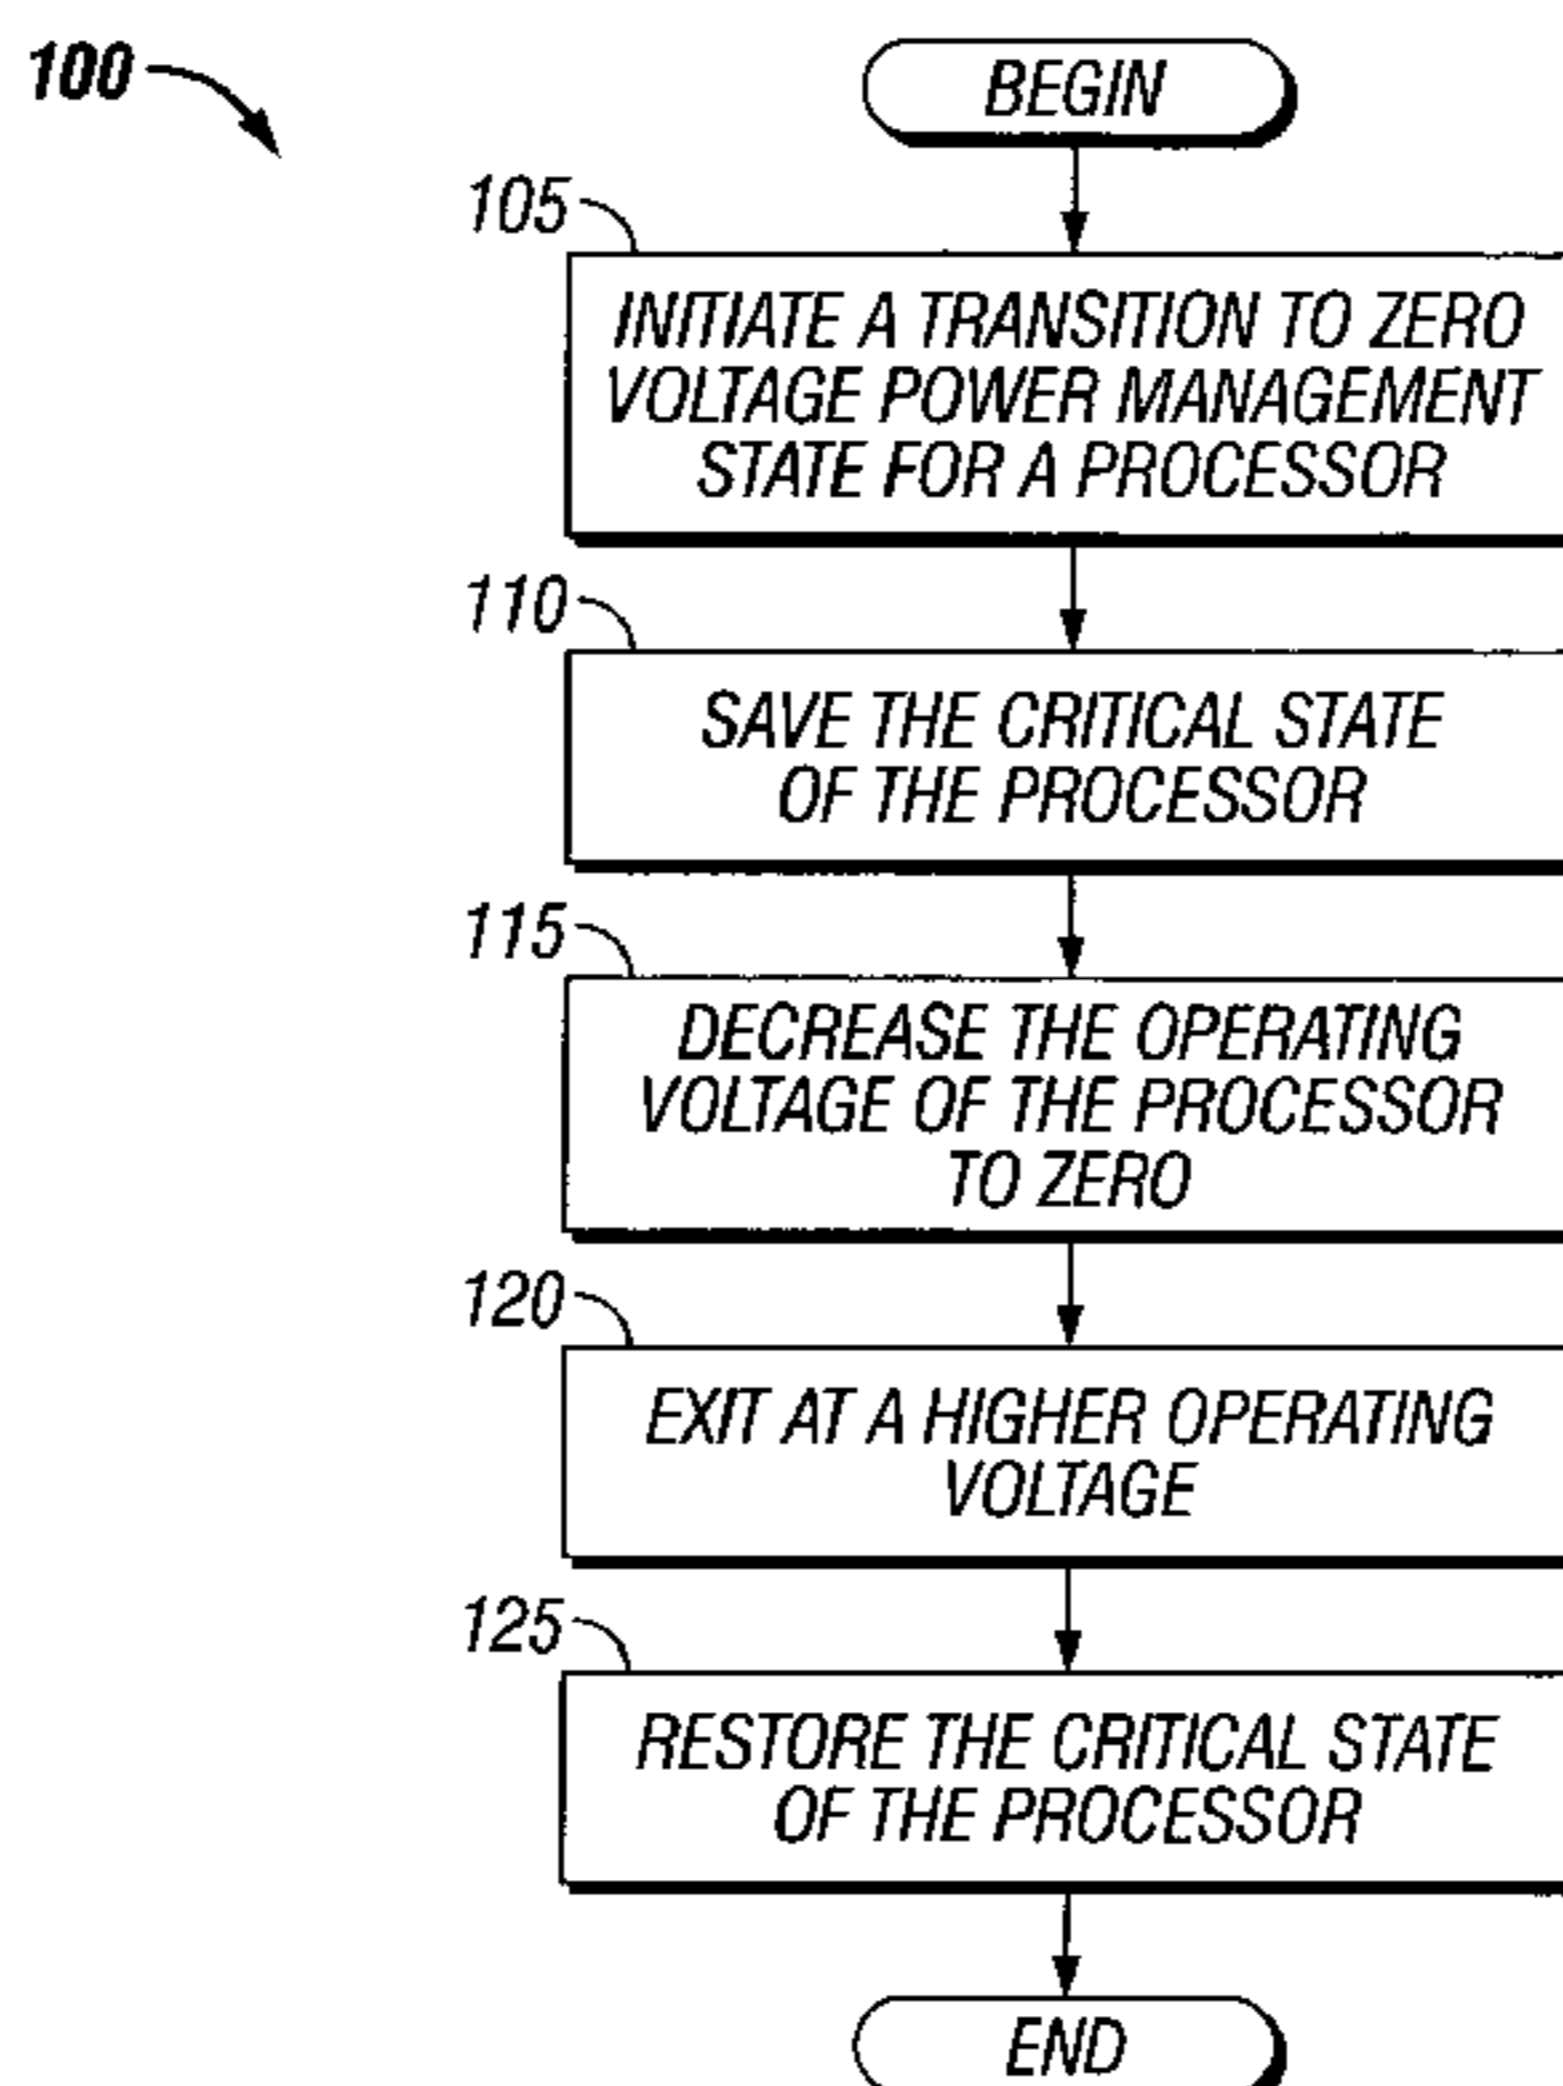 100
BEGIN
105
INITIATE A TRANSITION TO ZERO
VOLTAGE POWER MANAGEMENT
STATE FOR A PROCESSOR
110
SAVE THE CRITICAL STATE
OF THE PROCESSOR
115
DECREASE THE OPERATING
VOLTAGE OF THE PROCESSOR
TO ZERO
120
EXIT AT A HIGHER OPERATING
VOLTAGE
125
RESTORE THE CRITICAL STATE
OF THE PROCESSOR
END